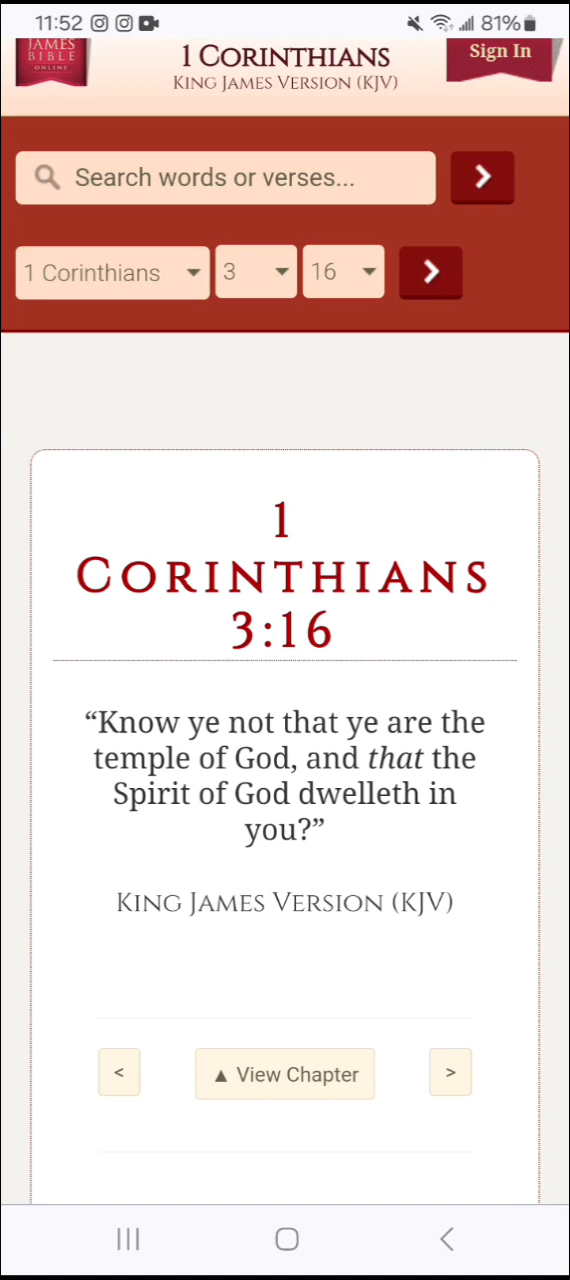 11:52 81%
JAMES
BIBLE
ONLINE
1 CORINTHIANS
KING JAMES VERSION (KJV)
Sign In
Search words or verses...
1 Corinthians 3 16
1
CORINTHIANS
3:16
“Know ye not that ye are the
temple of God, and that the
Spirit of God dwelleth in
you?”
KING JAMES VERSION (KJV)
< ▲ View Chapter >